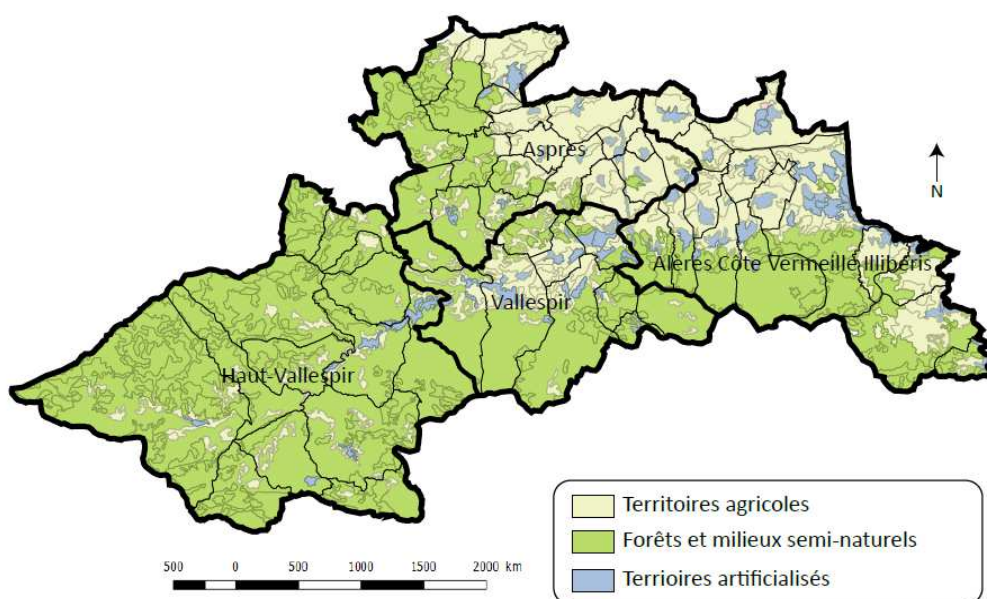 Aspres
N
Albères Côte Vermeille Illibéris
Vallespir
Haut-Vallespir
Territoires agricoles
Forêts et milieux semi-naturels
Terrioires artificialisés
500 0 500 1000 1500 2000 km